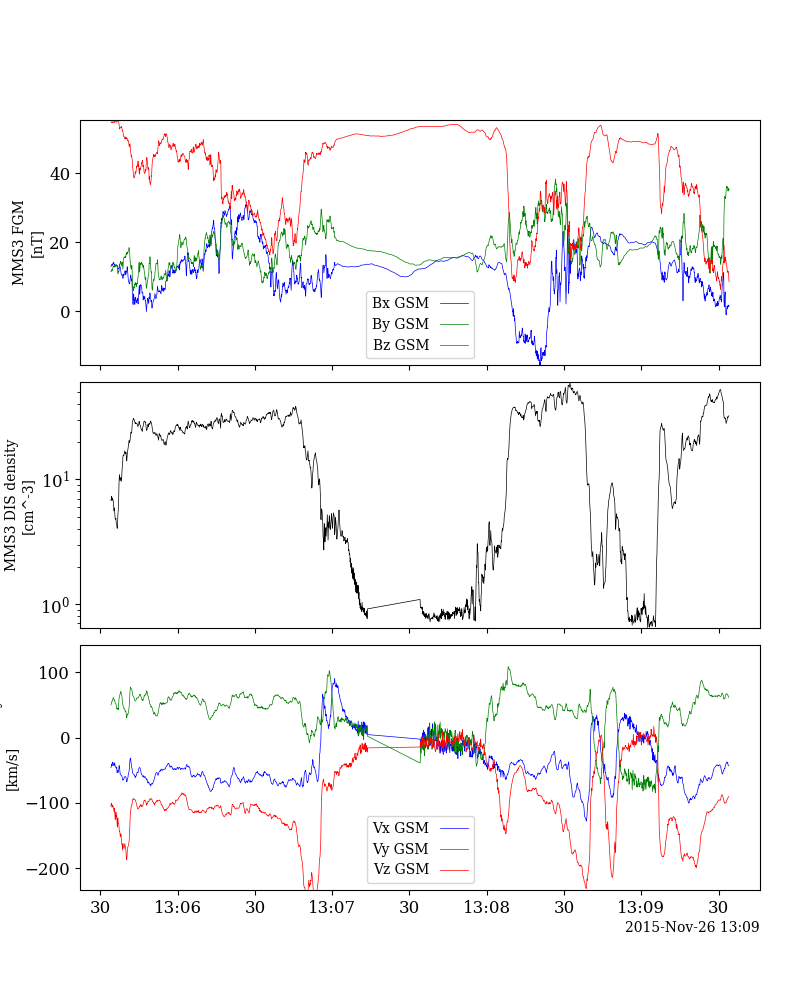 MMS3 FGM
[nT]
40
20
0
Bx GSM
By GSM
Bz GSM
MMS3 DIS density
[cm^-3]
10^1
10^0
[km/s]
100
0
−100
−200
Vx GSM
Vy GSM
Vz GSM
30 13:06 30 13:07 30 13:08 30 13:09 30
2015-Nov-26 13:09